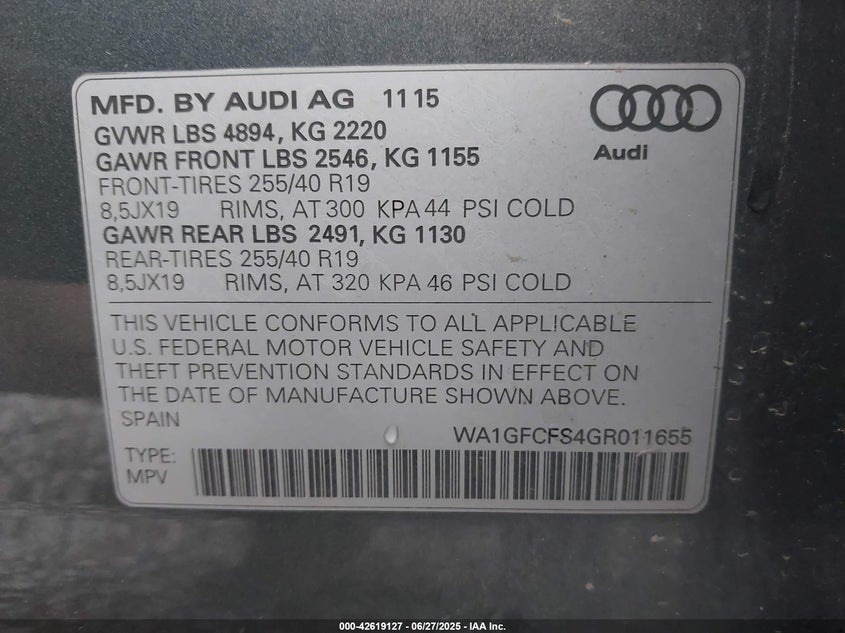 MFD. BY AUDI AG 11 15
GVWR LBS 4894, KG 2220
GAWR FRONT LBS 2546, KG 1155
FRONT-TIRES 255/40 R19
8,5JX19 RIMS, AT 300 KPA 44 PSI COLD
GAWR REAR LBS 2491, KG 1130
REAR-TIRES 255/40 R19
8,5JX19 RIMS, AT 320 KPA 46 PSI COLD
Audi
THIS VEHICLE CONFORMS TO ALL APPLICABLE
U.S. FEDERAL MOTOR VEHICLE SAFETY AND
THEFT PREVENTION STANDARDS IN EFFECT ON
THE DATE OF MANUFACTURE SHOWN ABOVE.
SPAIN
WA1GFCFS4GR011655
TYPE:
MPV
000-42619127 - 06/27/2025 - IAA Inc.